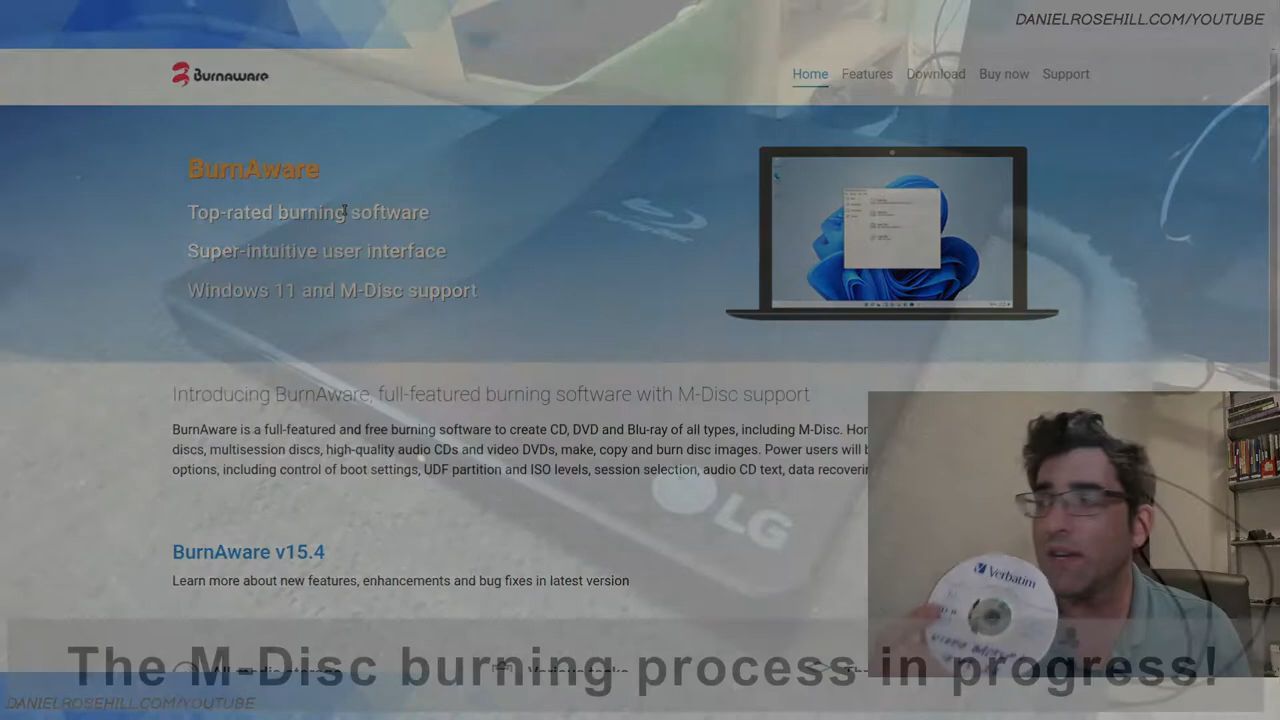 DANIELROSEHILL.COM/YOUTUBE
BurnAware
Home Features Download Buy now Support
BurnAware
Top-rated burning software
Super-intuitive user interface
Windows 11 and M-Disc support
Introducing BurnAware, full-featured burning software with M-Disc support
BurnAware is a full-featured and free burning software to create CD, DVD and Blu-ray of all types, including M-Disc. Hor
discs, multisession discs, high-quality audio CDs and video DVDs, make, copy and burn disc images. Power users will b
options, including control of boot settings, UDF partition and ISO levels, session selection, audio CD text, data recoverin
LG
Verbatim
BurnAware v15.4
Learn more about new features, enhancements and bug fixes in latest version
The M-Disc burning process in progress!
DANIELROSEHILL.COM/YOUTUBE